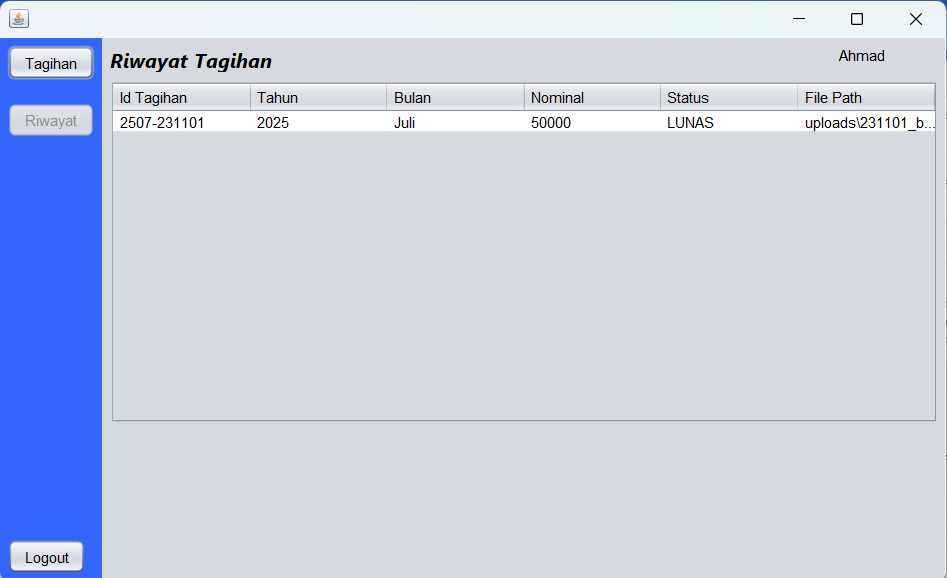 Tagihan
Riwayat
Logout
Riwayat Tagihan
Ahmad
Id Tagihan Tahun Bulan Nominal Status File Path
2507-231101 2025 Juli 50000 LUNAS uploads\231101_b...